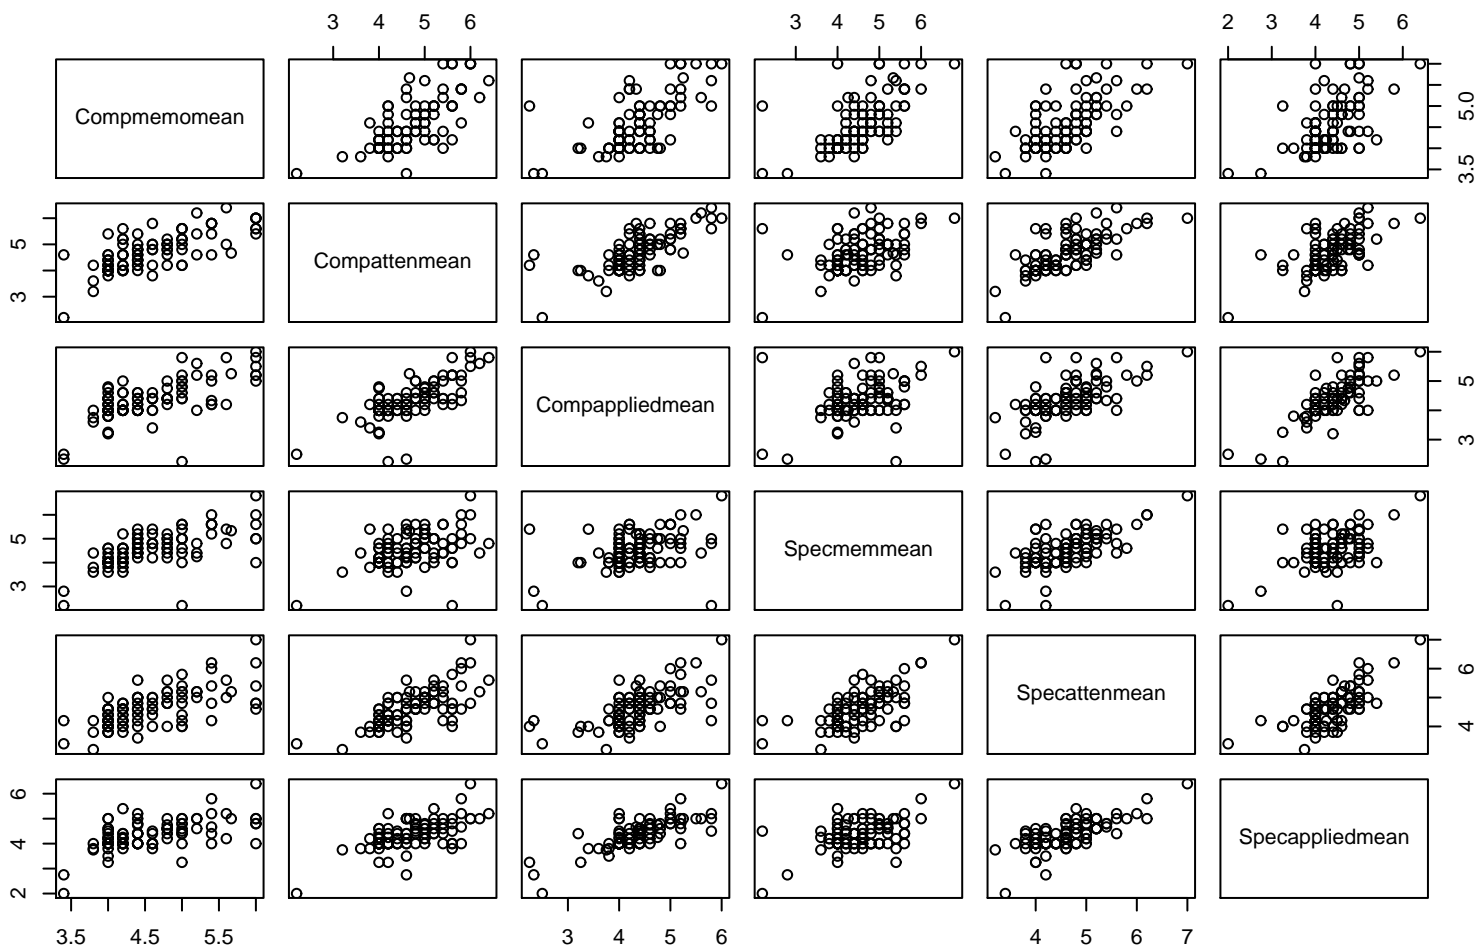 3 4 5 6 3 4 5 6 2 3 4 5 6
Compmemomean 3.5 5.0
3 5 Compattenmean
Compappliedmean 3 5
3 5 Specmemmean
Specattenmean 4 6
2 4 6 Specappliedmean
3.5 4.5 5.5 3 4 5 6 4 5 6 7